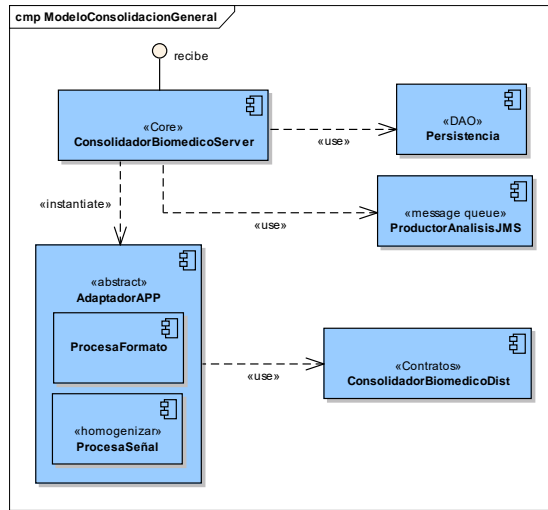 cmp ModeloConsolidacionGeneral
recibe
«Core»
ConsolidadorBiomedicoServer
«use»
«DAO»
Persistencia
«instantiate»
«use»
«message queue»
ProductorAnalisisJMS
«abstract»
AdaptadorAPP
ProcesaFormato
«homogenizar»
ProcesaSeñal
«use»
«Contratos»
ConsolidadorBiomedicoDist